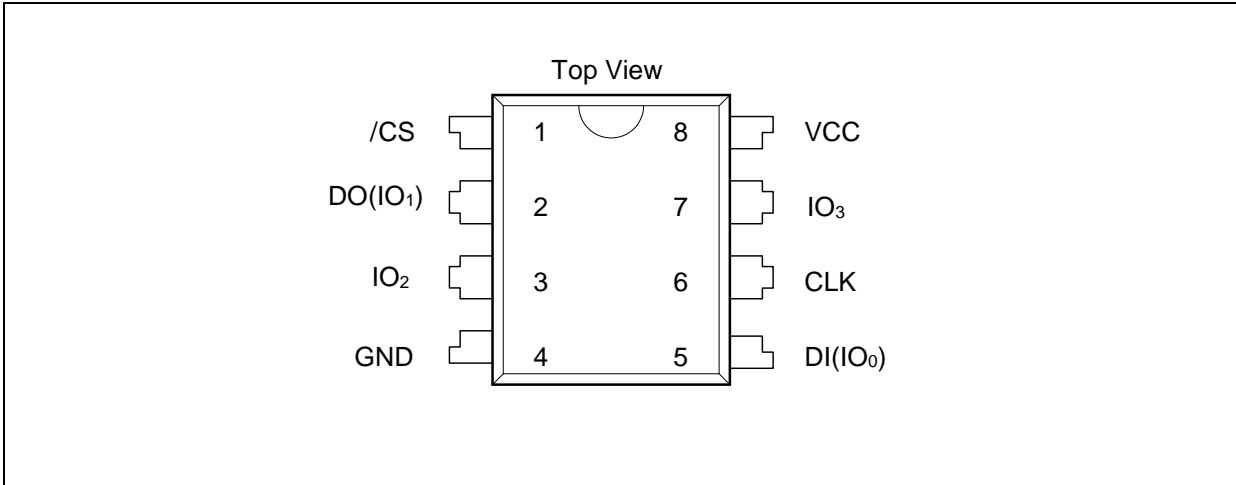 Top View
/CS 1 8 VCC
DO(IO₁) 2 7 IO₃
IO₂ 3 6 CLK
GND 4 5 DI(IO₀)